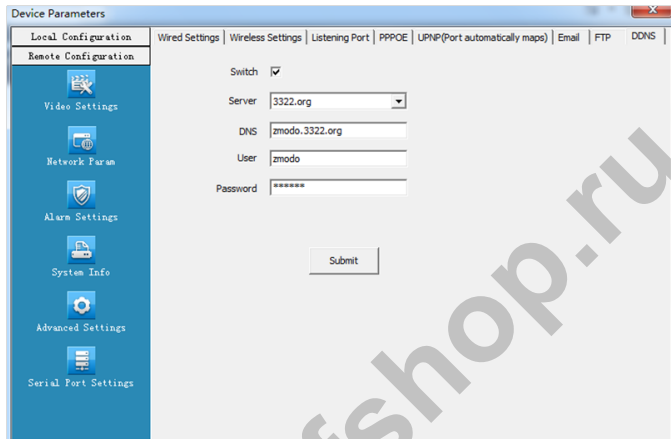 Device Parameters
Local Configuration
Remote Configuration
Video Settings
Network Param
Alarm Settings
System Info
Advanced Settings
Serial Port Settings
Wired Settings Wireless Settings Listening Port PPPOE UPNP(Port automatically maps) Email FTP DDNS
Switch
Server 3322.org
DNS zmodo.3322.org
User zmodo
Password ******
Submit
fshop.ru